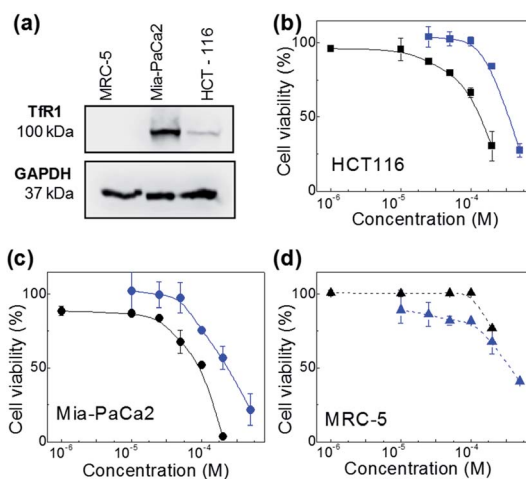 (a)
MRC-5
Mia-PaCa2
HCT - 116
TfR1
100 kDa
GAPDH
37 kDa
(b)
Cell viability (%)
100
50
0
HCT116
10⁻⁶ 10⁻⁵ 10⁻⁴
Concentration (M)
(c)
Cell viability (%)
100
50
0
Mia-PaCa2
10⁻⁶ 10⁻⁵ 10⁻⁴
Concentration (M)
(d)
Cell viability (%)
100
50
0
MRC-5
10⁻⁶ 10⁻⁵ 10⁻⁴
Concentration (M)